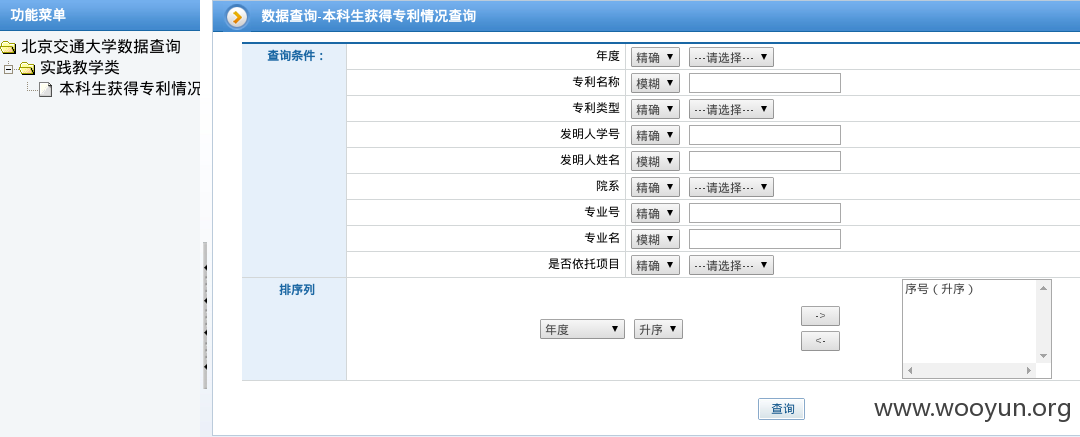 功能菜单
北京交通大学数据查询
实践教学类
本科生获得专利情况
数据查询-本科生获得专利情况查询
查询条件：
年度 精确 ---请选择---
专利名称 模糊
专利类型 精确 ---请选择---
发明人学号 精确
发明人姓名 模糊
院系 精确 ---请选择---
专业号 精确
专业名 模糊
是否依托项目 精确 ---请选择---
排序列
年度 升序
->
<-
序号（升序）
查询
www.wooyun.org